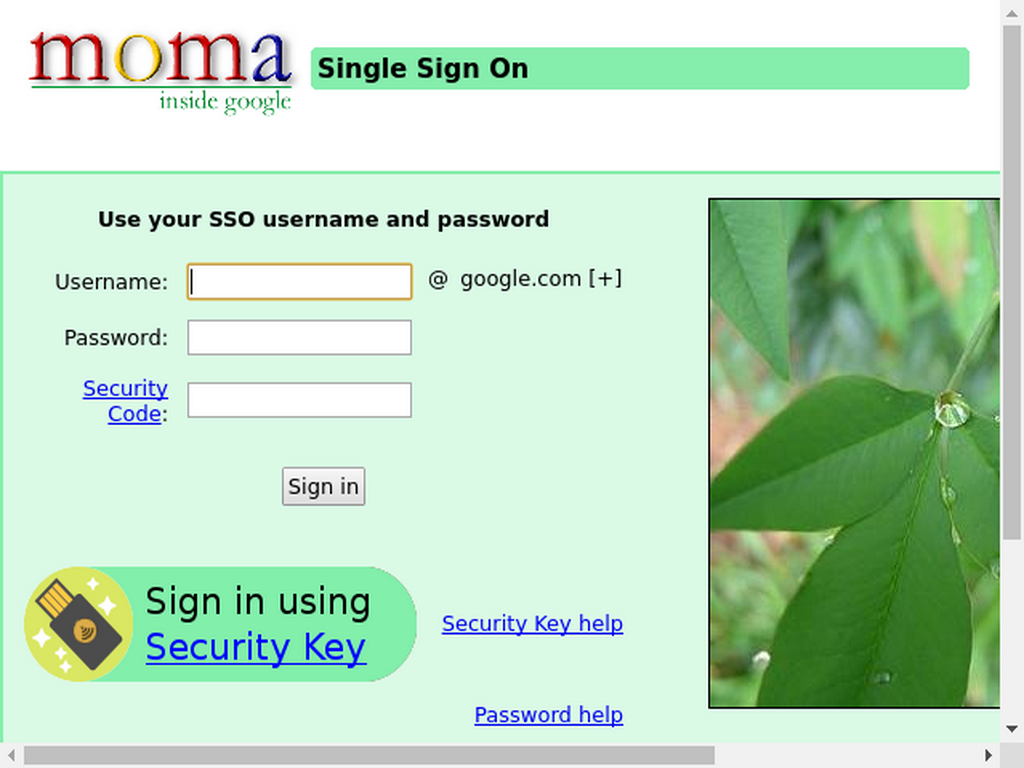 moma
inside google
Single Sign On
Use your SSO username and password
Username:
@ google.com [+]
Password:
Security
Code:
Sign in
Sign in using
Security Key
Security Key help
Password help